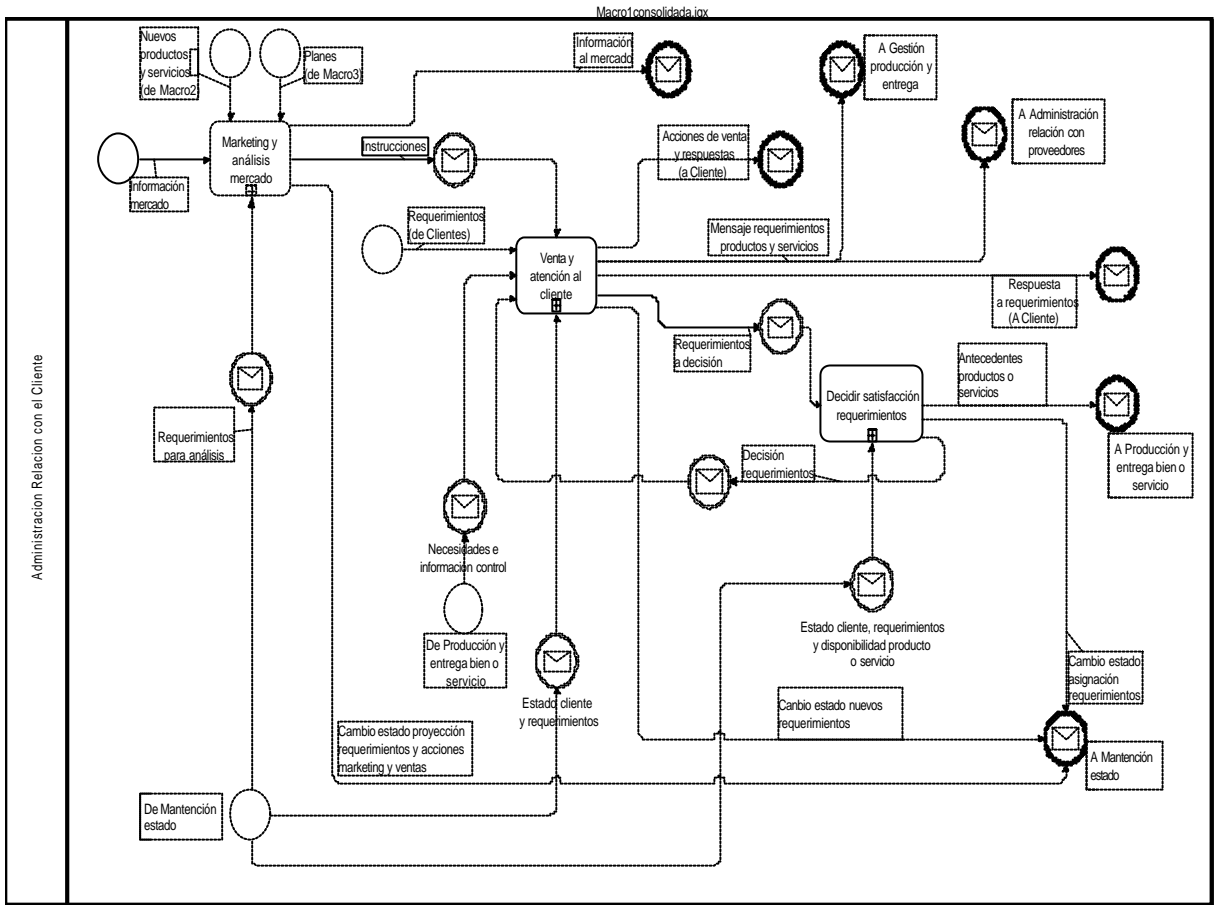 Macro1consolidada.igx
Administracion Relacion con el Cliente
Nuevos
productos
y servicios
(de Macro2)
Planes
(de Macro3)
Información
al mercado
A Gestión
producción y
entrega
A Administración
relación con
proveedores
Marketing y
análisis
mercado
Instrucciones
Acciones de venta
y respuestas
(a Cliente)
Información
mercado
Requerimientos
(de Clientes)
Mensaje requerimientos
productos y servicios
Venta y
atención al
cliente
Respuesta
a requerimientos
(A Cliente)
Requerimientos
a decisión
Antecedentes
productos o
servicios
Decidir satisfacción
requerimientos
Requerimientos
para análisis
Decisión
requerimientos
A Producción y
entrega bien o
servicio
Necesidades e
información control
De Producción y
entrega bien o
servicio
Estado cliente, requerimientos
y disponibilidad producto
o servicio
Cambio estado
asignación
requerimientos
Estado cliente
y requerimientos
Canbio estado nuevos
requerimientos
Cambio estado proyección
requerimientos y acciones
marketing y ventas
A Mantención
estado
De Mantención
estado